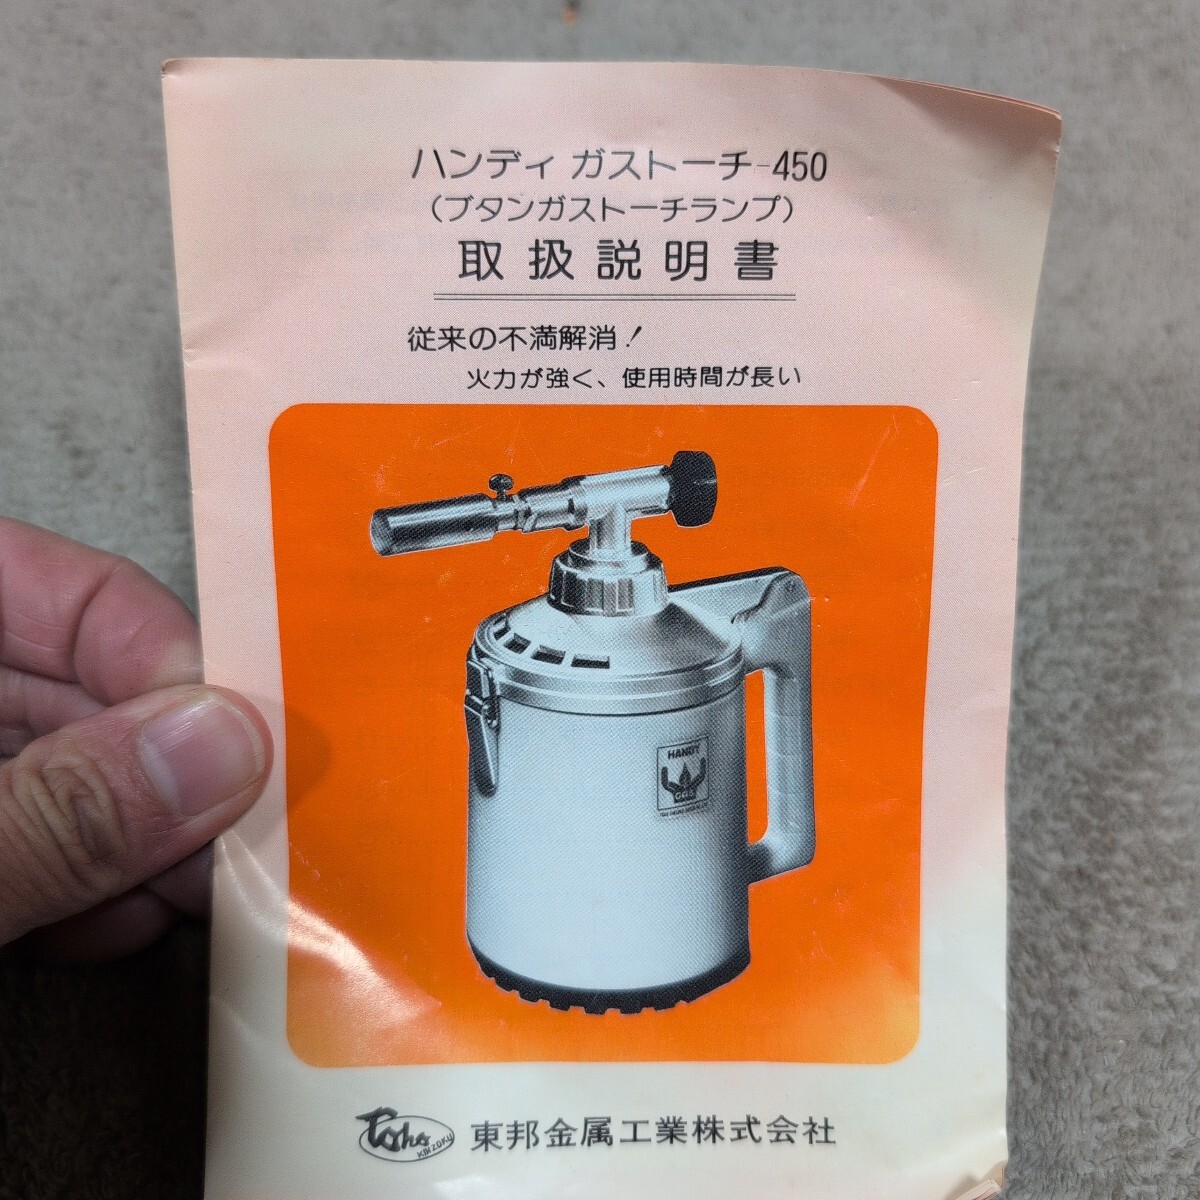 ハンディ ガストーチ-450
(ブタンガストーチランプ)
取扱説明書
従来の不満解消!
火力が強く、使用時間が長い
HANDY
GAS
Toho
KINZOKU
東邦金属工業株式会社